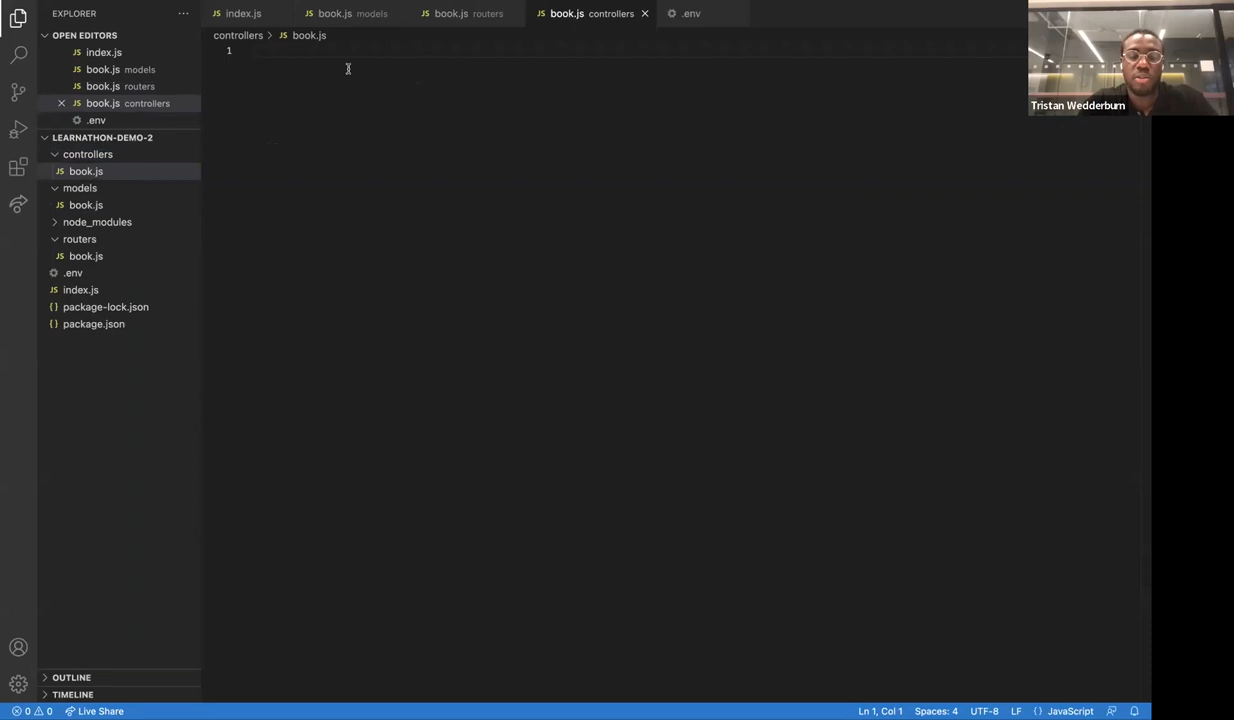 EXPLORER
OPEN EDITORS
index.js
book.js models
book.js routers
book.js controllers
.env
LEARNATHON-DEMO-2
controllers
book.js
models
book.js
node_modules
routers
book.js
.env
index.js
package-lock.json
package.json
OUTLINE
TIMELINE
index.js
book.js models
book.js routers
book.js controllers
.env
controllers
book.js
1
Tristan Wedderburn
0 0
Live Share
Ln 1, Col 1
Spaces: 4
UTF-8
LF
JavaScript